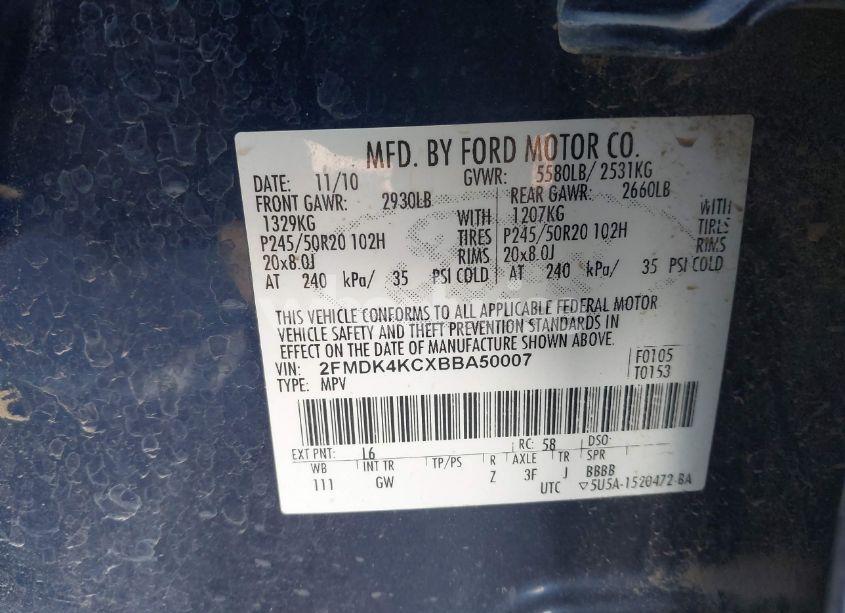 MFD. BY FORD MOTOR CO.
DATE: 11/10 GVWR: 5580LB/ 2531KG
FRONT GAWR: 2930LB REAR GAWR: 2660LB
1329KG WITH 1207KG WITH
P245/50R20 102H TIRES P245/50R20 102H TIRES
20x8.0J RIMS 20x8.0J RIMS
AT 240 kPa/ 35 PSI COLD AT 240 kPa/ 35 PSI COLD
THIS VEHICLE CONFORMS TO ALL APPLICABLE FEDERAL MOTOR
VEHICLE SAFETY AND THEFT PREVENTION STANDARDS IN
EFFECT ON THE DATE OF MANUFACTURE SHOWN ABOVE.
VIN: 2FMDK4KCXBBA50007 F0105
TYPE: MPV T0153
EXT PNT: L6 RC: 58 DSO:
WB INT TR TP/PS R AXLE TR SPR
111 GW Z 3F J BBBB
UTC ▽5U5A-1520472-BA